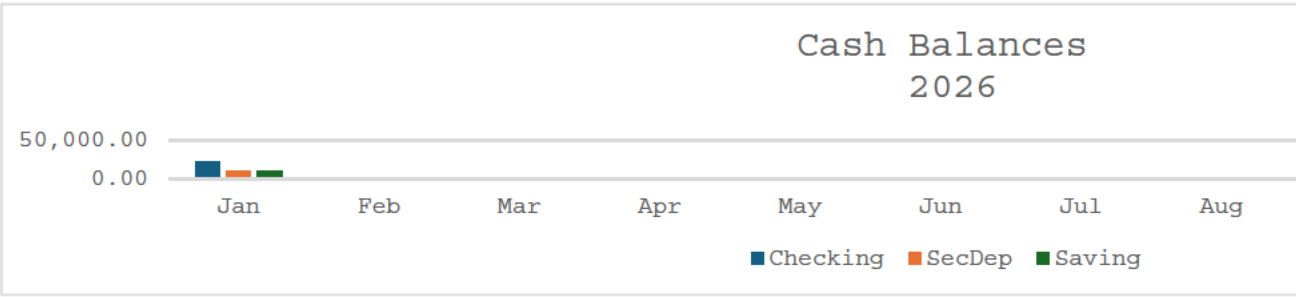 Cash Balances
2026
50,000.00
0.00
Jan Feb Mar Apr May Jun Jul Aug
Checking SecDep Saving